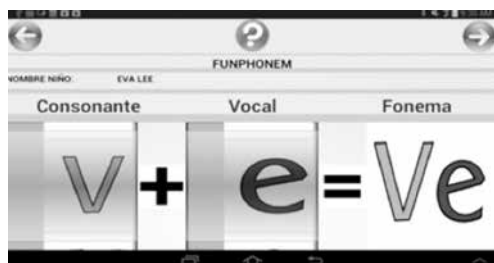 ?
FUNPHONEM
NOMBRE NIÑO: EVA LEE
Consonante Vocal Fonema
v + e = Ve